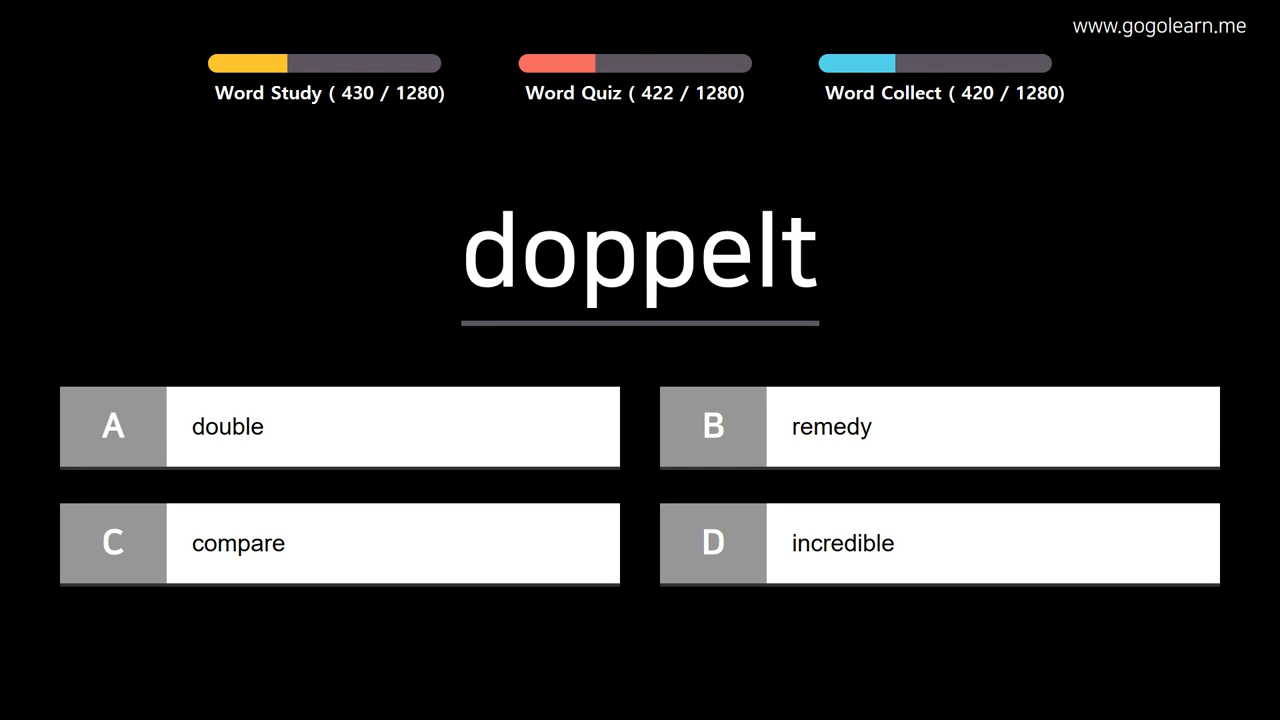 www.gogolearn.me
Word Study ( 430 / 1280)
Word Quiz ( 422 / 1280)
Word Collect ( 420 / 1280)
doppelt
A double
B remedy
C compare
D incredible